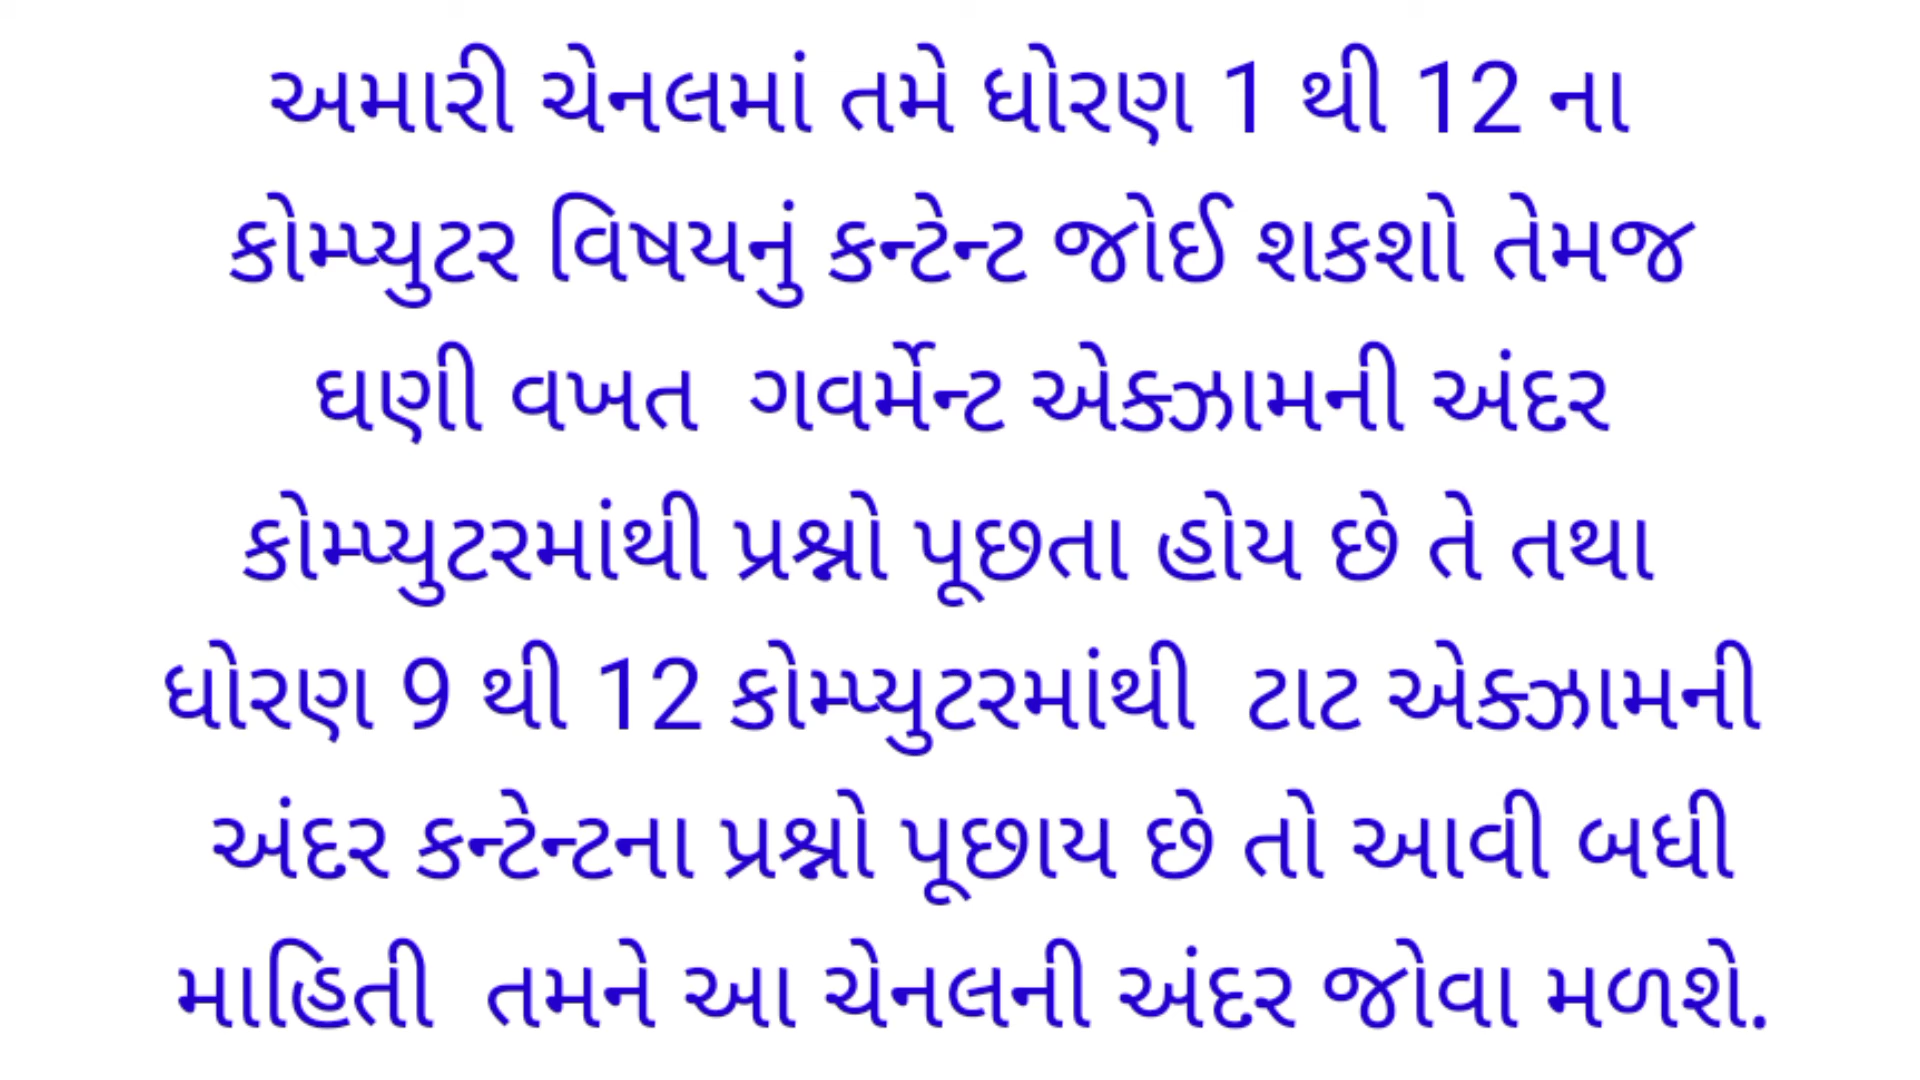 અમારી ચેનલમાં તમે ધોરણ 1 થી 12 ના
કોમ્પ્યુટર વિષયનું કન્ટેન્ટ જોઈ શકશો તેમજ
ઘણી વખત  ગવર્મેન્ટ એક્ઝામની અંદર
કોમ્પ્યુટરમાંથી પ્રશ્નો પૂછતા હોય છે તે તથા
ધોરણ 9 થી 12 કોમ્પ્યુટરમાંથી  ટાટ એક્ઝામની
અંદર કન્ટેન્ટના પ્રશ્નો પૂછાય છે તો આવી બધી
માહિતી  તમને આ ચેનલની અંદર જોવા મળશે.